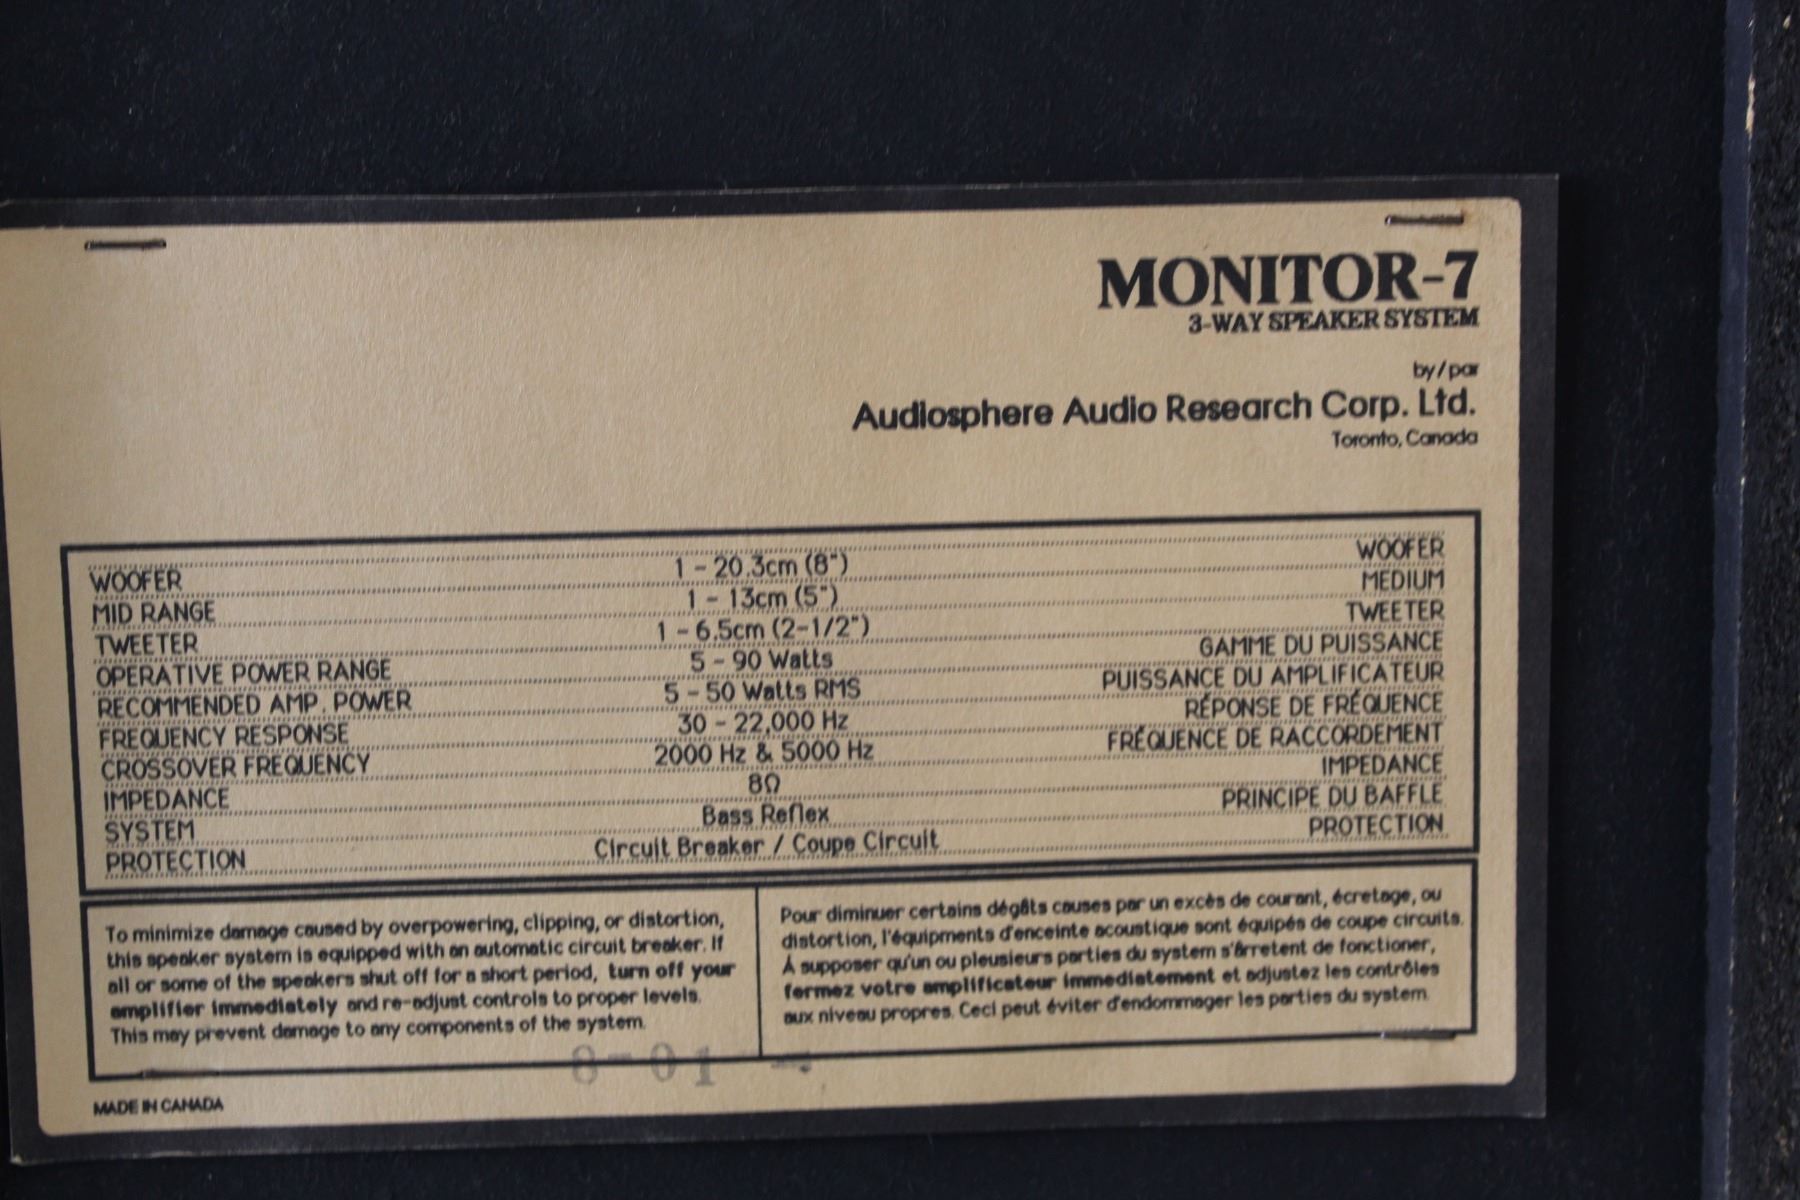 MONITOR-7
3-WAY SPEAKER SYSTEM
by/par
Audiosphere Audio Research Corp. Ltd.
Toronto, Canada
WOOFER 1 - 20.3cm (8") WOOFER
MID RANGE 1 - 13cm (5") MEDIUM
TWEETER 1 - 6.5cm (2-1/2") TWEETER
OPERATIVE POWER RANGE 5 - 90 Watts GAMME DU PUISSANCE
RECOMMENDED AMP. POWER 5 - 50 Watts RMS PUISSANCE DU AMPLIFICATEUR
FREQUENCY RESPONSE 30 - 22,000 Hz RÉPONSE DE FRÉQUENCE
CROSSOVER FREQUENCY 2000 Hz & 5000 Hz FRÉQUENCE DE RACCORDEMENT
IMPEDANCE 8Ω IMPEDANCE
SYSTEM Bass Reflex PRINCIPE DU BAFFLE
PROTECTION Circuit Breaker / Coupe Circuit PROTECTION
To minimize damage caused by overpowering, clipping, or distortion,
this speaker system is equipped with an automatic circuit breaker. If
all or some of the speakers shut off for a short period, turn off your
amplifier immediately and re-adjust controls to proper levels.
This may prevent damage to any components of the system.
Pour diminuer certains dégâts causes par un excès de courant, écretage, ou
distortion, l'équipments d'enceinte acoustique sont équipés de coupe circuits.
À supposer qu'un ou pleusieurs parties du system s'ârretent de fonctioner,
fermez votre amplificateur immediatement et adjustez les contrôles
aux niveau propres. Ceci peut éviter d'endommager les parties du system.
8-01
MADE IN CANADA